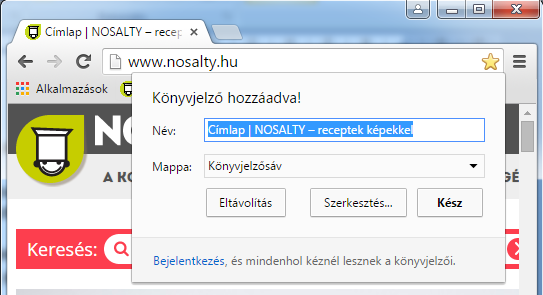 Címlap | NOSALTY – recep
www.nosalty.hu
Alkalmazások
Könyvjelző hozzáadva!
Név: Címlap | NOSALTY – receptek képekkel
Mappa: Könyvjelzősáv
Eltávolítás Szerkesztés... Kész
Bejelentkezés, és mindenhol kéznél lesznek a könyvjelzői.
NO
A KO
GÉ
Keresés: